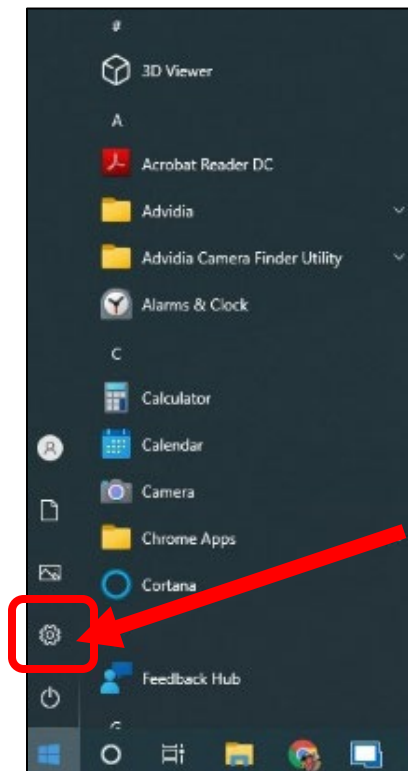 #
3D Viewer
A
Acrobat Reader DC
Advidia
Advidia Camera Finder Utility
Alarms & Clock
C
Calculator
Calendar
Camera
Chrome Apps
Cortana
Feedback Hub